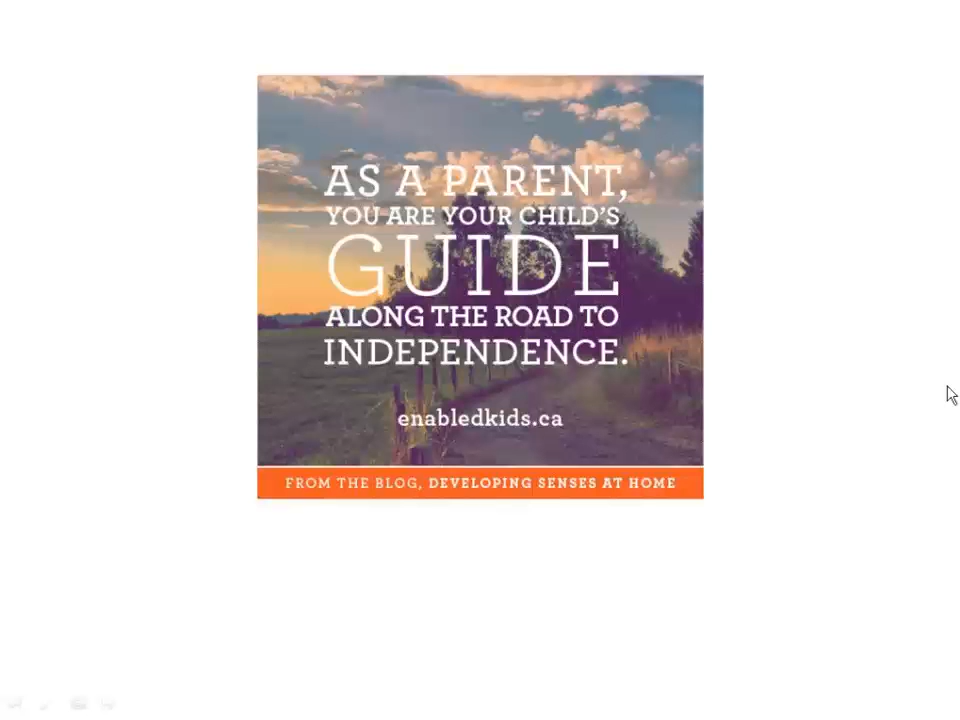 AS A PARENT,
YOU ARE YOUR CHILD'S
GUIDE
ALONG THE ROAD TO
INDEPENDENCE.
enabledkids.ca
FROM THE BLOG, DEVELOPING SENSES AT HOME